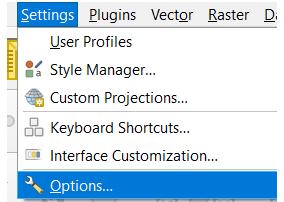 Settings Plugins Vector Raster
User Profiles
Style Manager...
Custom Projections...
Keyboard Shortcuts...
Interface Customization...
Options...